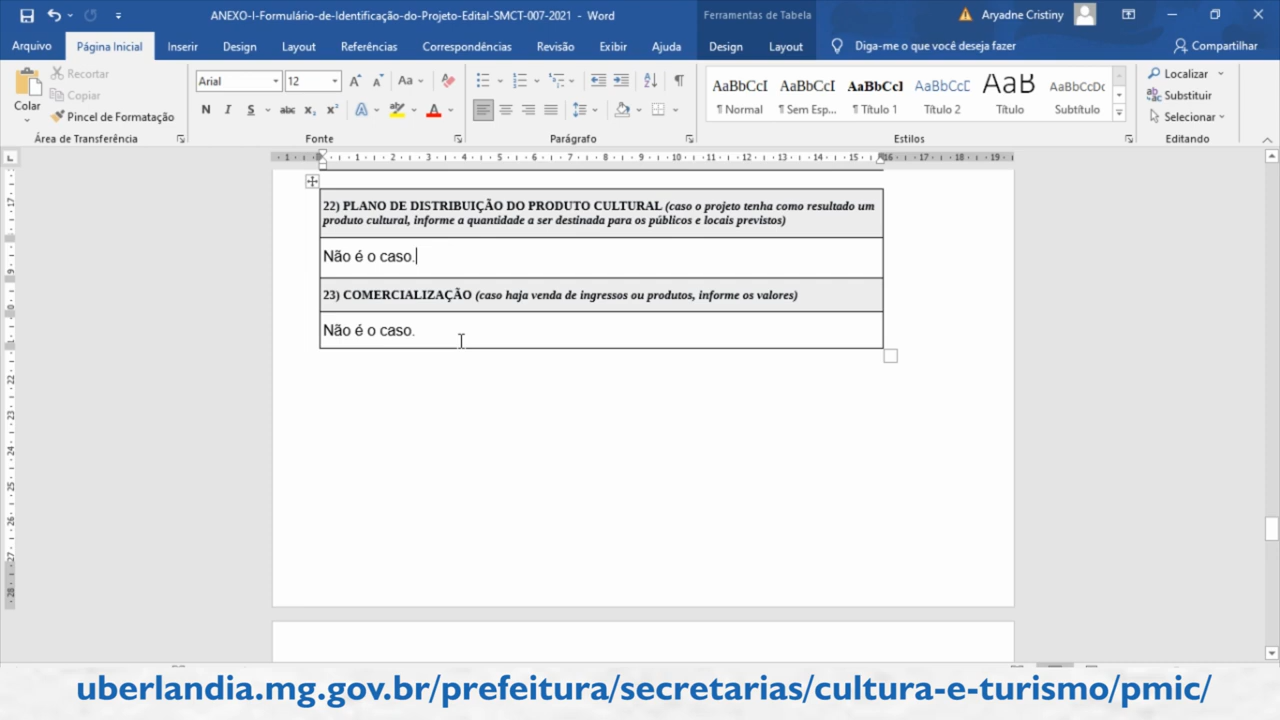 ANEXO-I-Formulário-de-Identificação-do-Projeto-Edital-SMCT-007-2021 - Word
Ferramentas de Tabela
Aryadne Cristiny
Arquivo
Página Inicial
Inserir
Design
Layout
Referências
Correspondências
Revisão
Exibir
Ajuda
Design
Layout
Diga-me o que você deseja fazer
Compartilhar
Colar
Recortar
Copiar
Pincel de Formatação
Área de Transferência
Arial
12
Fonte
Parágrafo
AaBbCcI
¶ Normal
AaBbCcI
¶ Sem Esp...
AaBbCcI
¶ Título 1
AaBbCcL
Título 2
AaB
Título
AaBbCcDc
Subtítulo
Estilos
Localizar
Substituir
Selecionar
Editando
22) PLANO DE DISTRIBUIÇÃO DO PRODUTO CULTURAL (caso o projeto tenha como resultado um
produto cultural, informe a quantidade a ser destinada para os públicos e locais previstos)
Não é o caso.
23) COMERCIALIZAÇÃO (caso haja venda de ingressos ou produtos, informe os valores)
Não é o caso.
uberlandia.mg.gov.br/prefeitura/secretarias/cultura-e-turismo/pmic/